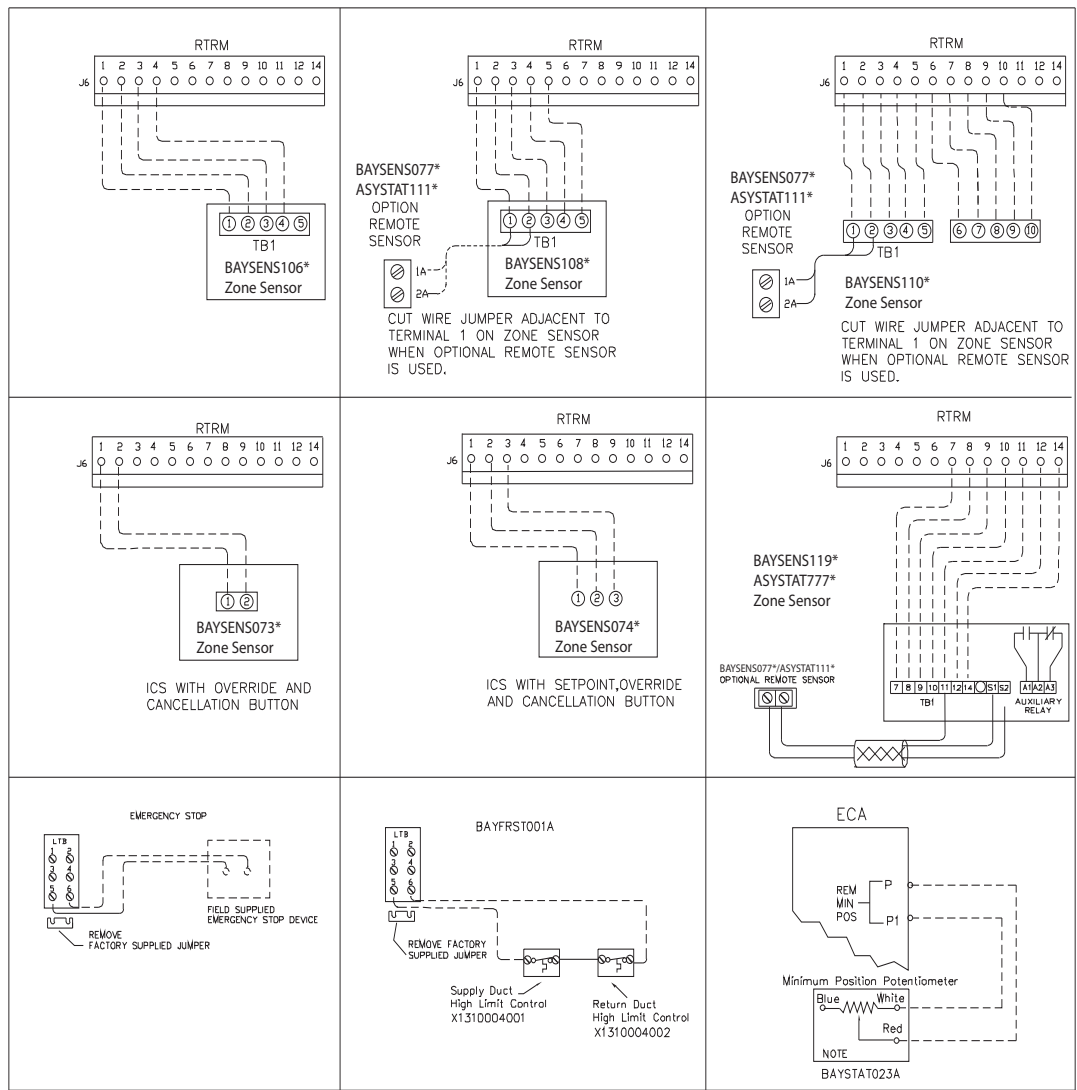 RTRM
1 2 3 4 5 6 7 8 9 10 11 12 14
J6
1 2 3 4 5
TB1
BAYSENS106*
Zone Sensor
RTRM
1 2 3 4 5 6 7 8 9 10 11 12 14
J6
BAYSENS077*
ASYSTAT111*
OPTION
REMOTE
SENSOR
1 2 3 4 5
TB1
1A
2A
BAYSENS108*
Zone Sensor
CUT WIRE JUMPER ADJACENT TO
TERMINAL 1 ON ZONE SENSOR
WHEN OPTIONAL REMOTE SENSOR
IS USED.
RTRM
1 2 3 4 5 6 7 8 9 10 11 12 14
J6
BAYSENS077*
ASYSTAT111*
OPTION
REMOTE
SENSOR
1 2 3 4 5
6 7 8 9 10
TB1
1A
2A
BAYSENS110*
Zone Sensor
CUT WIRE JUMPER ADJACENT TO
TERMINAL 1 ON ZONE SENSOR
WHEN OPTIONAL REMOTE SENSOR
IS USED.
RTRM
1 2 3 4 5 6 7 8 9 10 11 12 14
J6
1 2
BAYSENS073*
Zone Sensor
ICS WITH OVERRIDE AND
CANCELLATION BUTTON
RTRM
1 2 3 4 5 6 7 8 9 10 11 12 14
J6
1 2 3
BAYSENS074*
Zone Sensor
ICS WITH SETPOINT,OVERRIDE
AND CANCELLATION BUTTON
RTRM
1 2 3 4 5 6 7 8 9 10 11 12 14
J6
BAYSENS119*
ASYSTAT777*
Zone Sensor
BAYSENS077*/ASYSTAT111*
OPTIONAL REMOTE SENSOR
7 8 9 10 11 12 14 S1 S2
TB1
A1 A2 A3
AUXILIARY
RELAY
EMERGENCY STOP
LTB
1 2
3 4
5 6
FIELD SUPPLIED
EMERGENCY STOP DEVICE
REMOVE
FACTORY SUPPLIED JUMPER
BAYFRST001A
LTB
1 2
3 4
5 6
REMOVE FACTORY
SUPPLIED JUMPER
Supply Duct
High Limit Control
X1310004001
Return Duct
High Limit Control
X1310004002
ECA
REM
MIN
POS
P
P1
Minimum Position Potentiometer
Blue
White
Red
NOTE
BAYSTAT023A